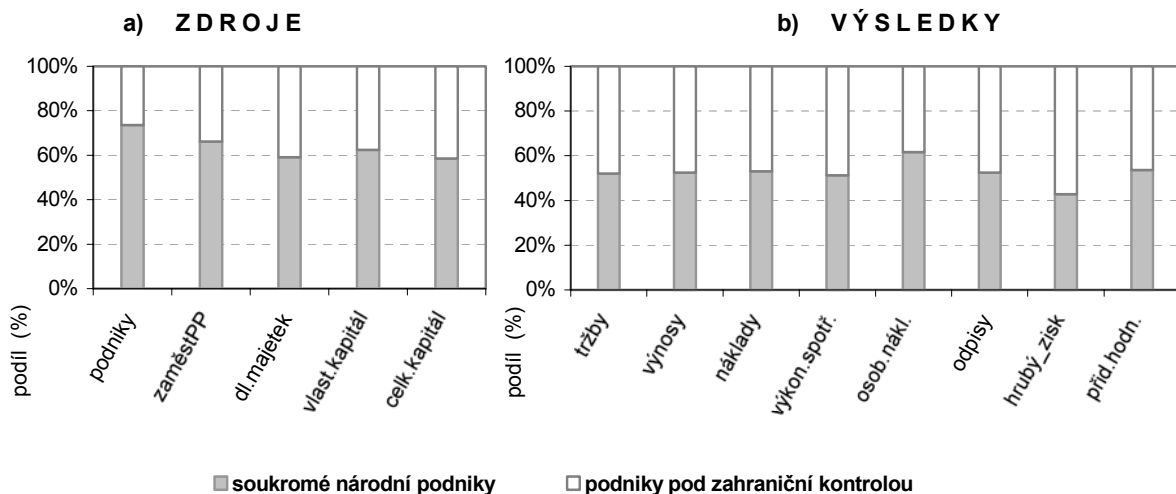 a) ZDROJE
100%
80%
60%
40%
20%
0%
podíl (%)
podniky
zaměstPP
dl.majetek
vlast.kapitál
celk.kapitál
b) VÝSLEDKY
100%
80%
60%
40%
20%
0%
podíl (%)
tržby
výnosy
náklady
výkon.spotř.
osob.nákl.
odpisy
hrubý_zisk
přid.hodn.
soukromé národní podniky
podniky pod zahraniční kontrolou